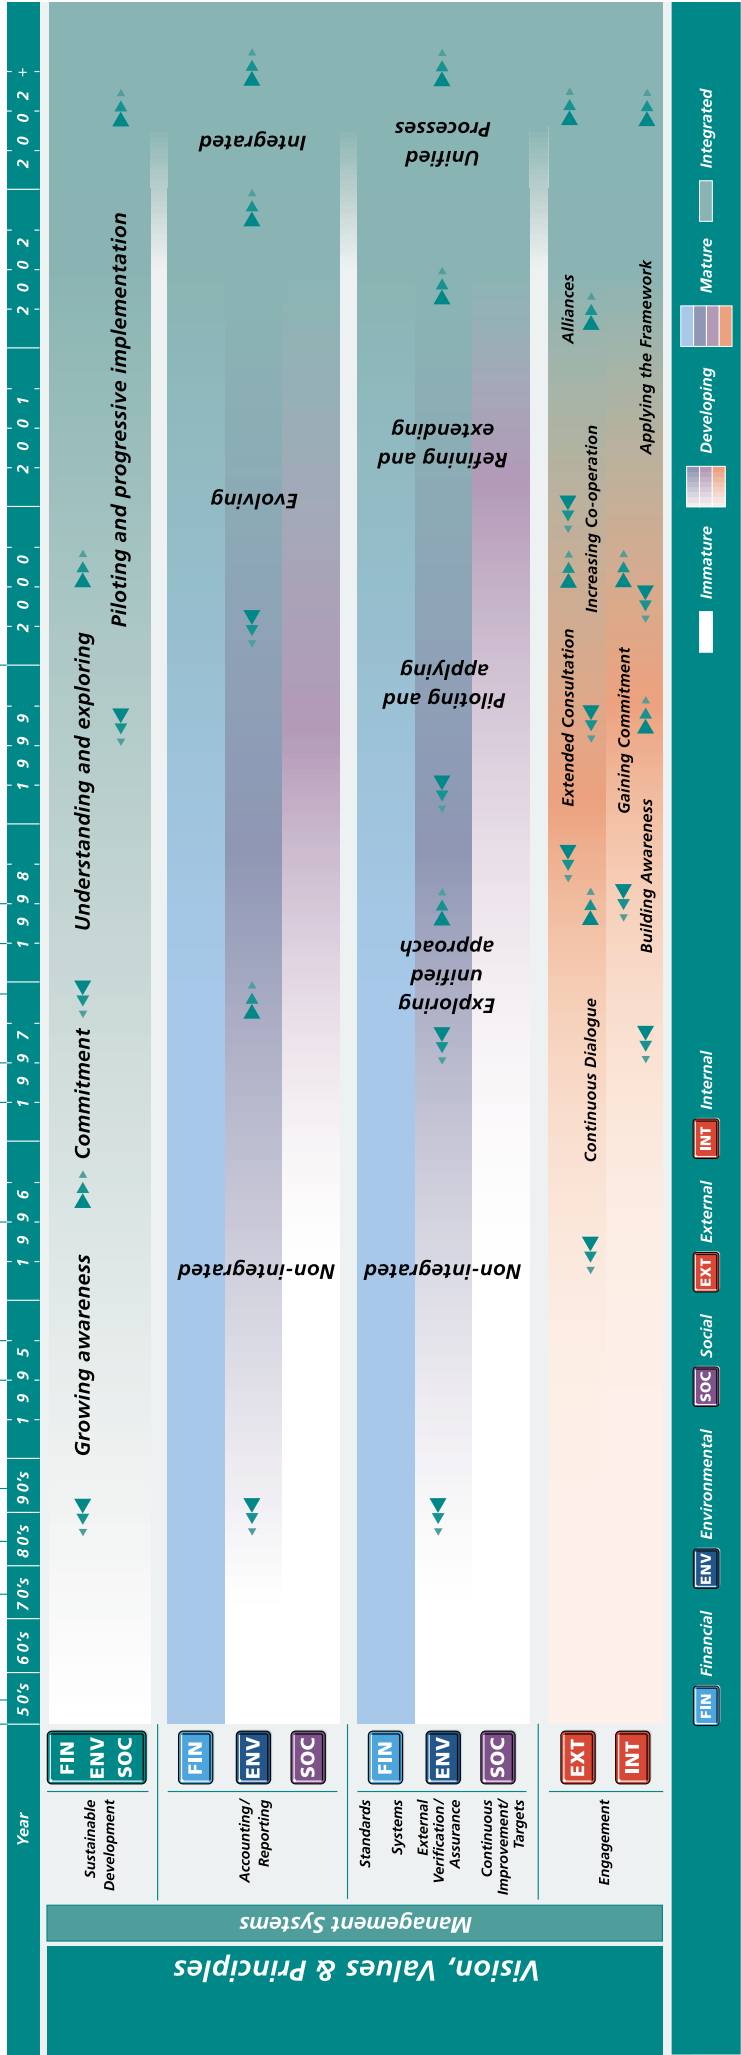 Year
50's
60's
70's
80's
90's
1995
1996
1997
1998
1999
2000
2001
2002
2002+
Vision, Values & Principles
Management Systems
Sustainable
Development
FIN
ENV
SOC
Growing awareness
Commitment
Understanding and exploring
Piloting and progressive implementation
Accounting/
Reporting
FIN
ENV
SOC
Non-integrated
Evolving
Integrated
Standards
Systems
External
Verification/
Assurance
Continuous
Improvement/
Targets
FIN
ENV
SOC
Non-integrated
Exploring
unified
approach
Piloting and
applying
Refining and
extending
Unified
Processes
Engagement
EXT
INT
Continuous Dialogue
Extended Consultation
Increasing Co-operation
Alliances
Building Awareness
Gaining Commitment
Applying the Framework
FIN
Financial
ENV
Environmental
SOC
Social
EXT
External
INT
Internal
Immature
Developing
Mature
Integrated